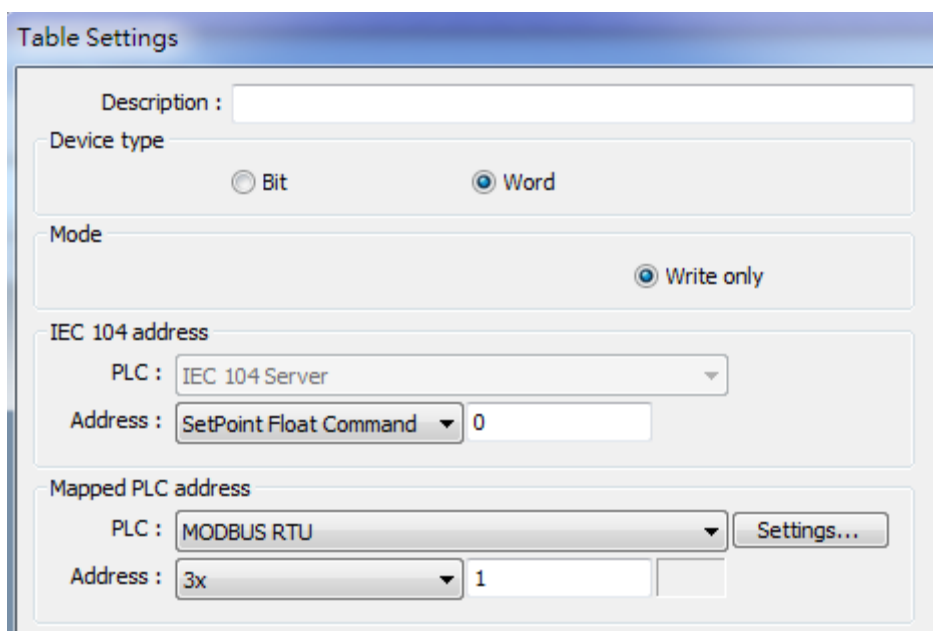 Table Settings
Description :
Device type
Bit Word
Mode
Write only
IEC 104 address
PLC : IEC 104 Server
Address : SetPoint Float Command 0
Mapped PLC address
PLC : MODBUS RTU Settings...
Address : 3x 1